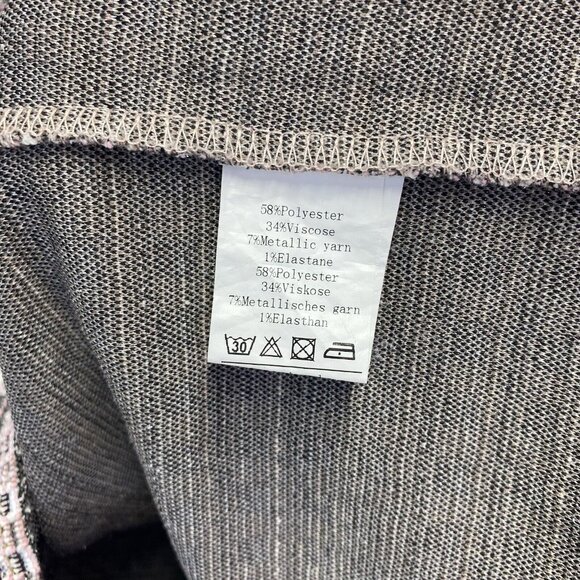 58%Polyester
34%Viscose
7%Metallic yarn
1%Elastane
58%Polyester
34%Viskose
7%Metallisches garn
1%Elasthan
30